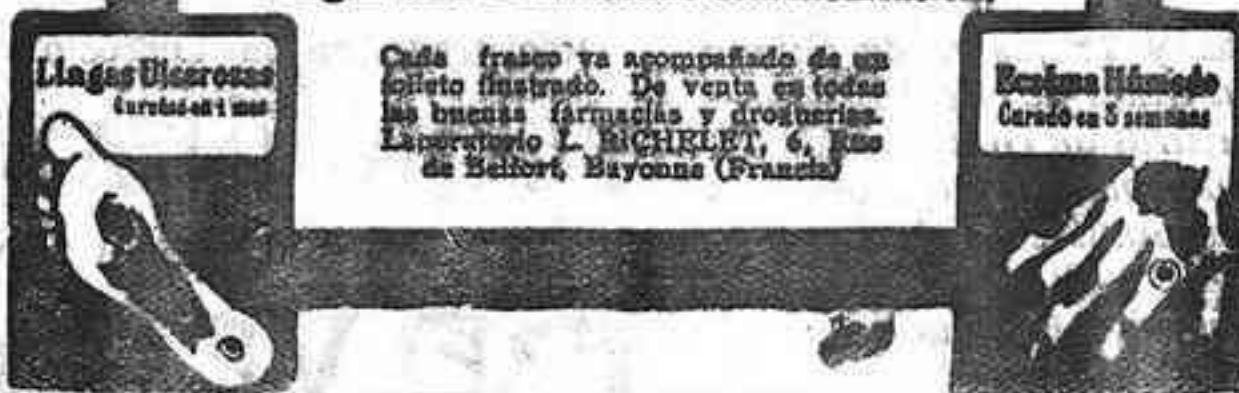 Llagas Ulcerosas
Curadas en 1 mes
Cada frasco va acompañado de un
folleto ilustrado. De venta en todas
las buenas farmacias y droguerías.
Laboratorio L. RICHELET, 6, Rue
de Belfort, Bayonne (Francia)
Eczéma Húmedo
Curado en 3 semanas